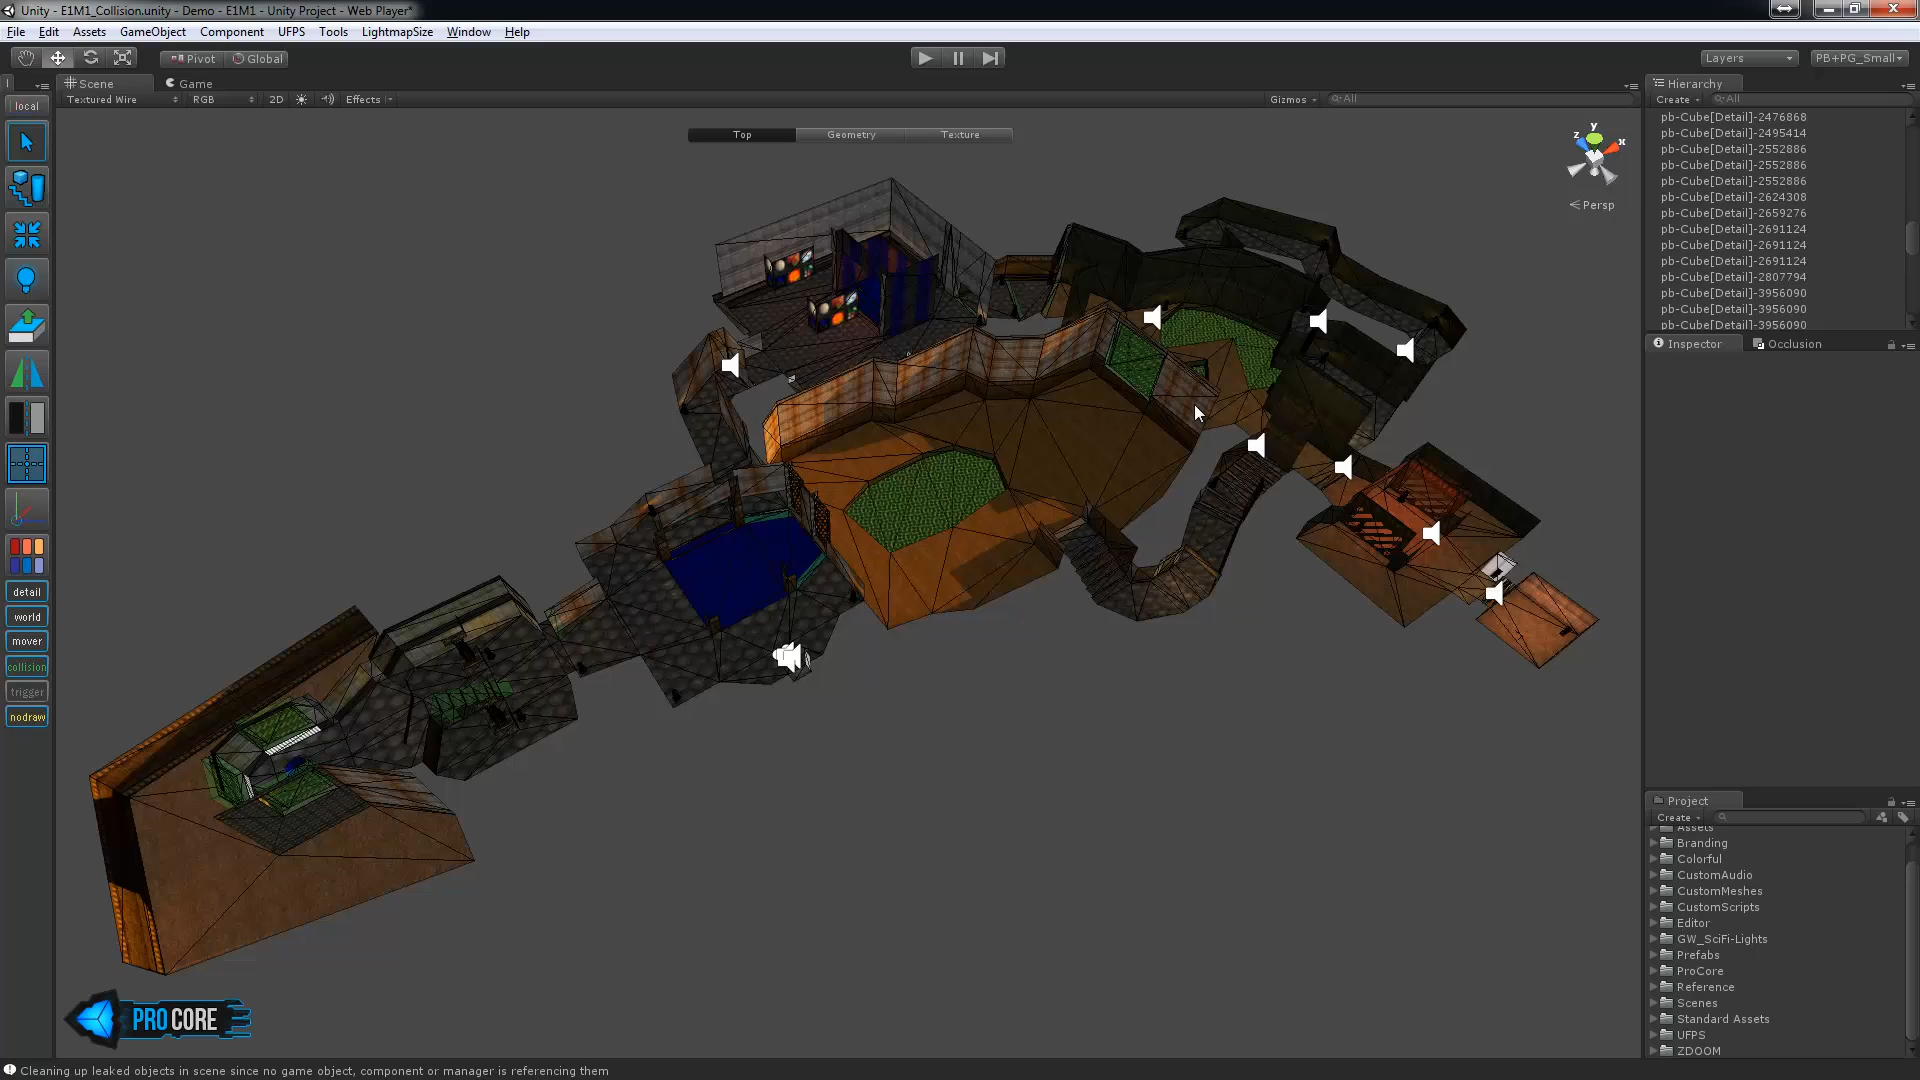 Unity - E1M1_Collision.unity - Demo - E1M1 - Unity Project - Web Player*
File Edit Assets GameObject Component Window UFPS Tools LightmapSize Window Help
Pivot Global Layers PB+PG_Small
Scene Game Hierarchy
Textured Wire RGB 2D Effects Gizmos All Create All
local
Top Geometry Texture
y
z x
Persp
pb-Cube[Detail]-2476868
pb-Cube[Detail]-2495414
pb-Cube[Detail]-2552886
pb-Cube[Detail]-2552886
pb-Cube[Detail]-2552886
pb-Cube[Detail]-2624308
pb-Cube[Detail]-2659276
pb-Cube[Detail]-2691124
pb-Cube[Detail]-2691124
pb-Cube[Detail]-2691124
pb-Cube[Detail]-2807794
pb-Cube[Detail]-3956090
pb-Cube[Detail]-3956090
pb-Cube[Detail]-3956090
Inspector Occlusion
detail
world
mover
collision
trigger
nodraw
Project
Create
Assets
Branding
Colorful
CustomAudio
CustomMeshes
CustomScripts
Editor
GW_SciFi-Lights
Prefabs
ProCore
Reference
Scenes
Standard Assets
UFPS
ZDOOM
PROCORE
Cleaning up leaked objects in scene since no game object, component or manager is referencing them